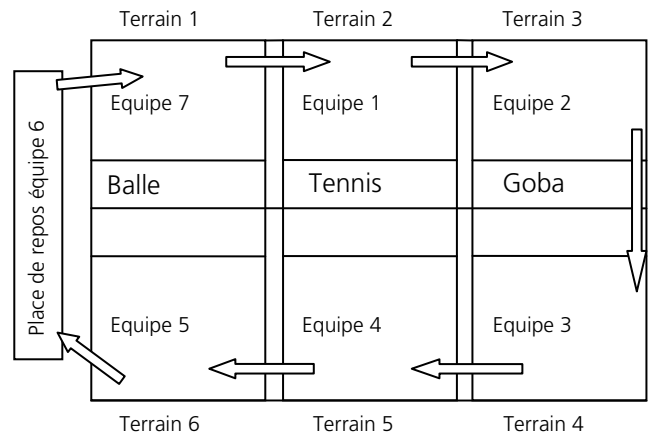 Terrain 1
Terrain 2
Terrain 3
Equipe 7
Equipe 1
Equipe 2
Place de repos équipe 6
Balle
Tennis
Goba
Equipe 5
Equipe 4
Equipe 3
Terrain 6
Terrain 5
Terrain 4